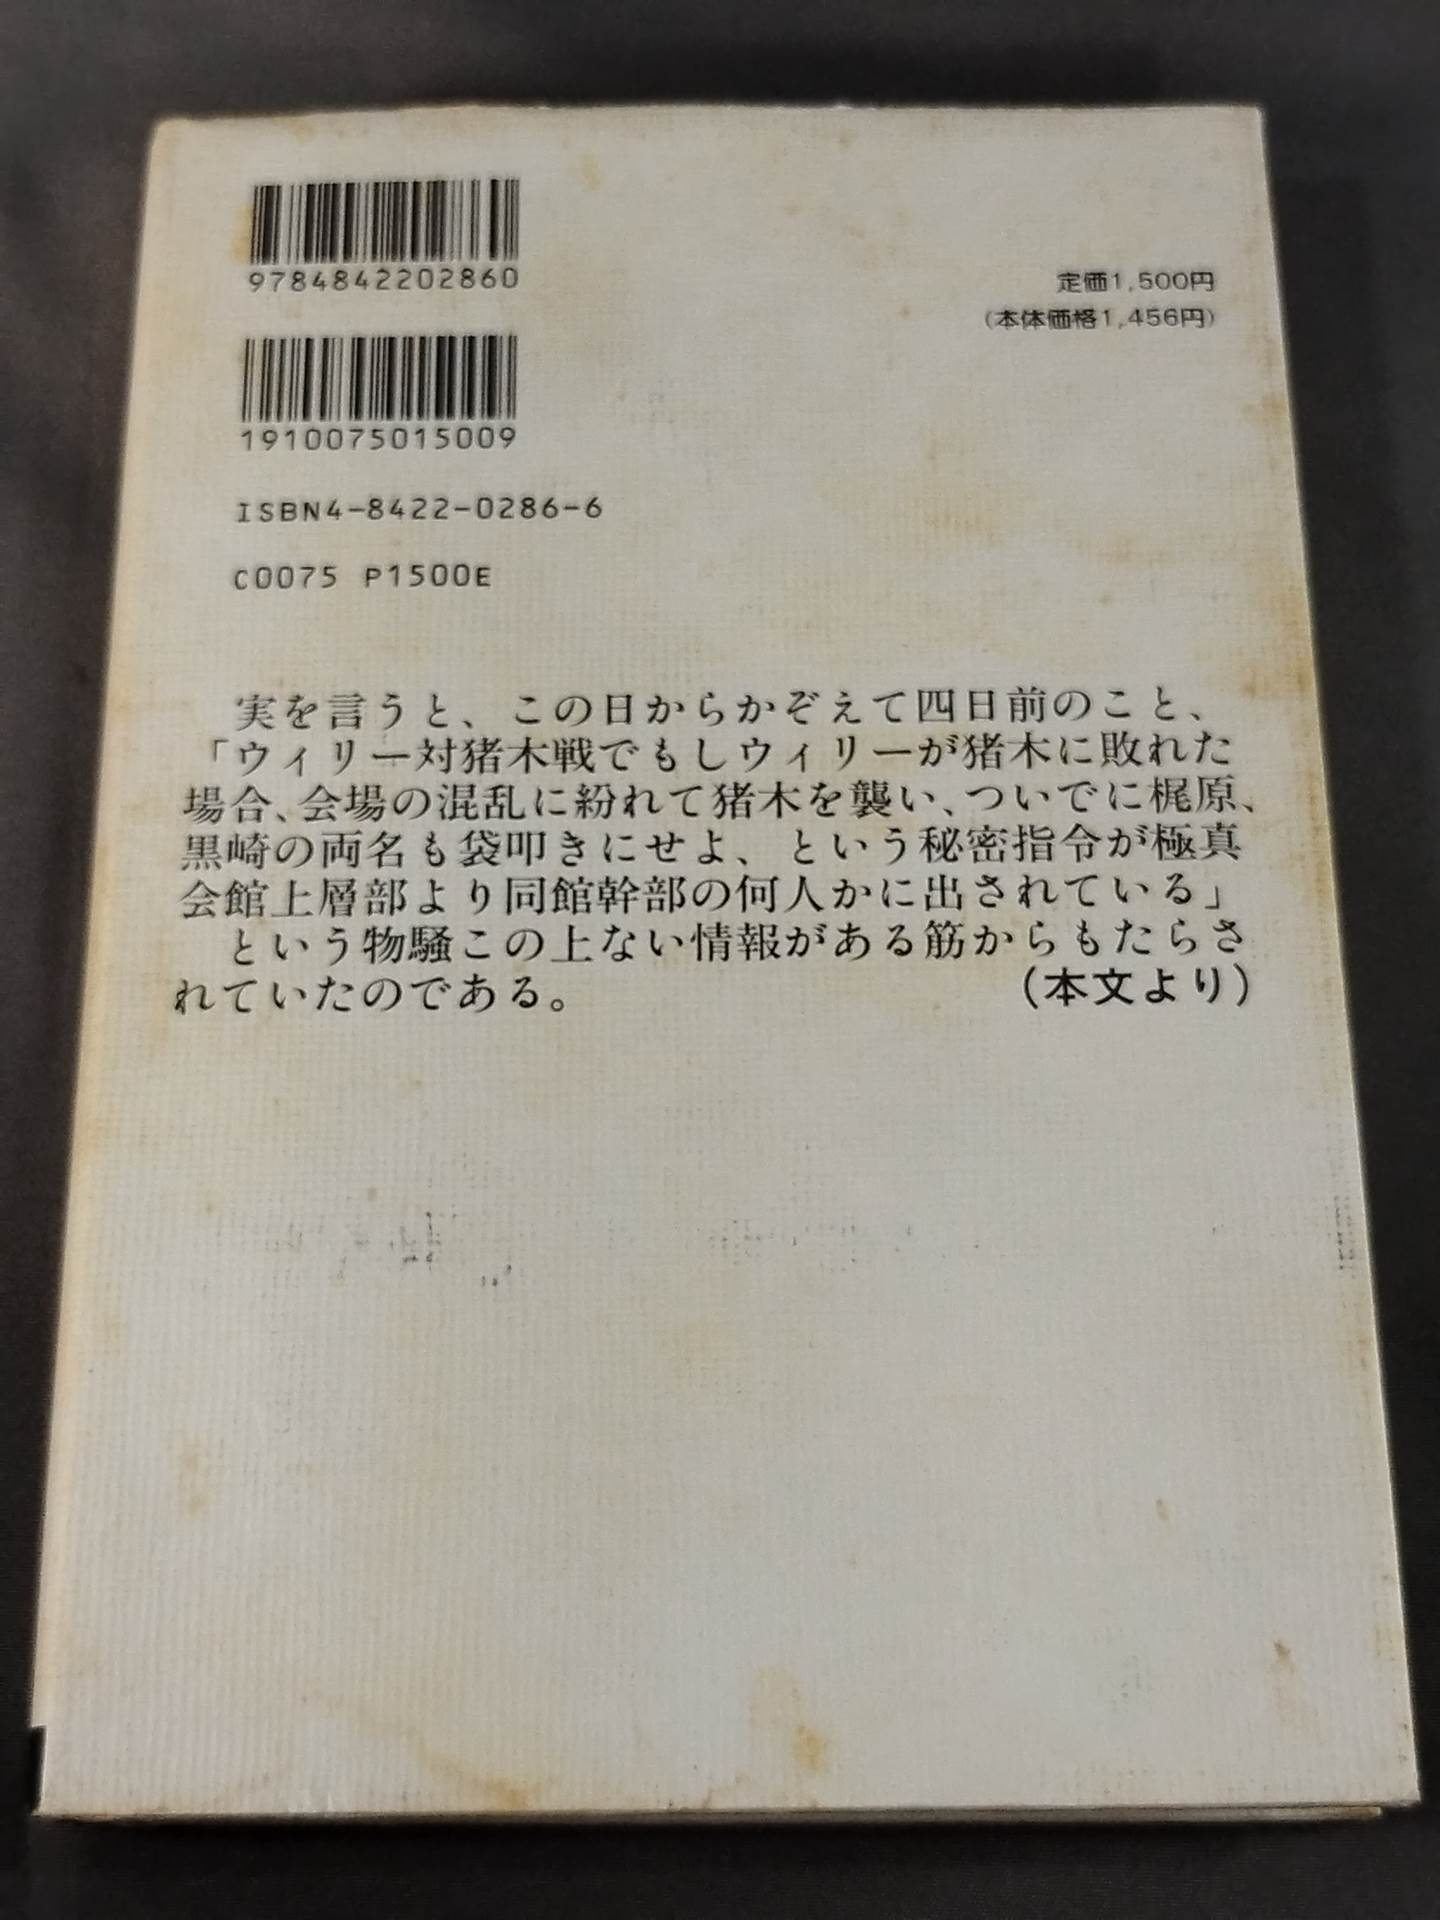 9784842202860
定価1,500円
(本体価格1,456円)
1910075015009
ISBN4-8422-0286-6
C0075 P1500E
実を言うと、この日からかぞえて四日前のこと、
「ウィリー対猪木戦でもしウィリーが猪木に敗れた
場合、会場の混乱に紛れて猪木を襲い、ついでに梶原、
黒崎の両名も袋叩きにせよ、という秘密指令が極真
会館上層部より同館幹部の何人かに出されている」
という物騒この上ない情報がある筋からもたらさ
れていたのである。
(本文より)